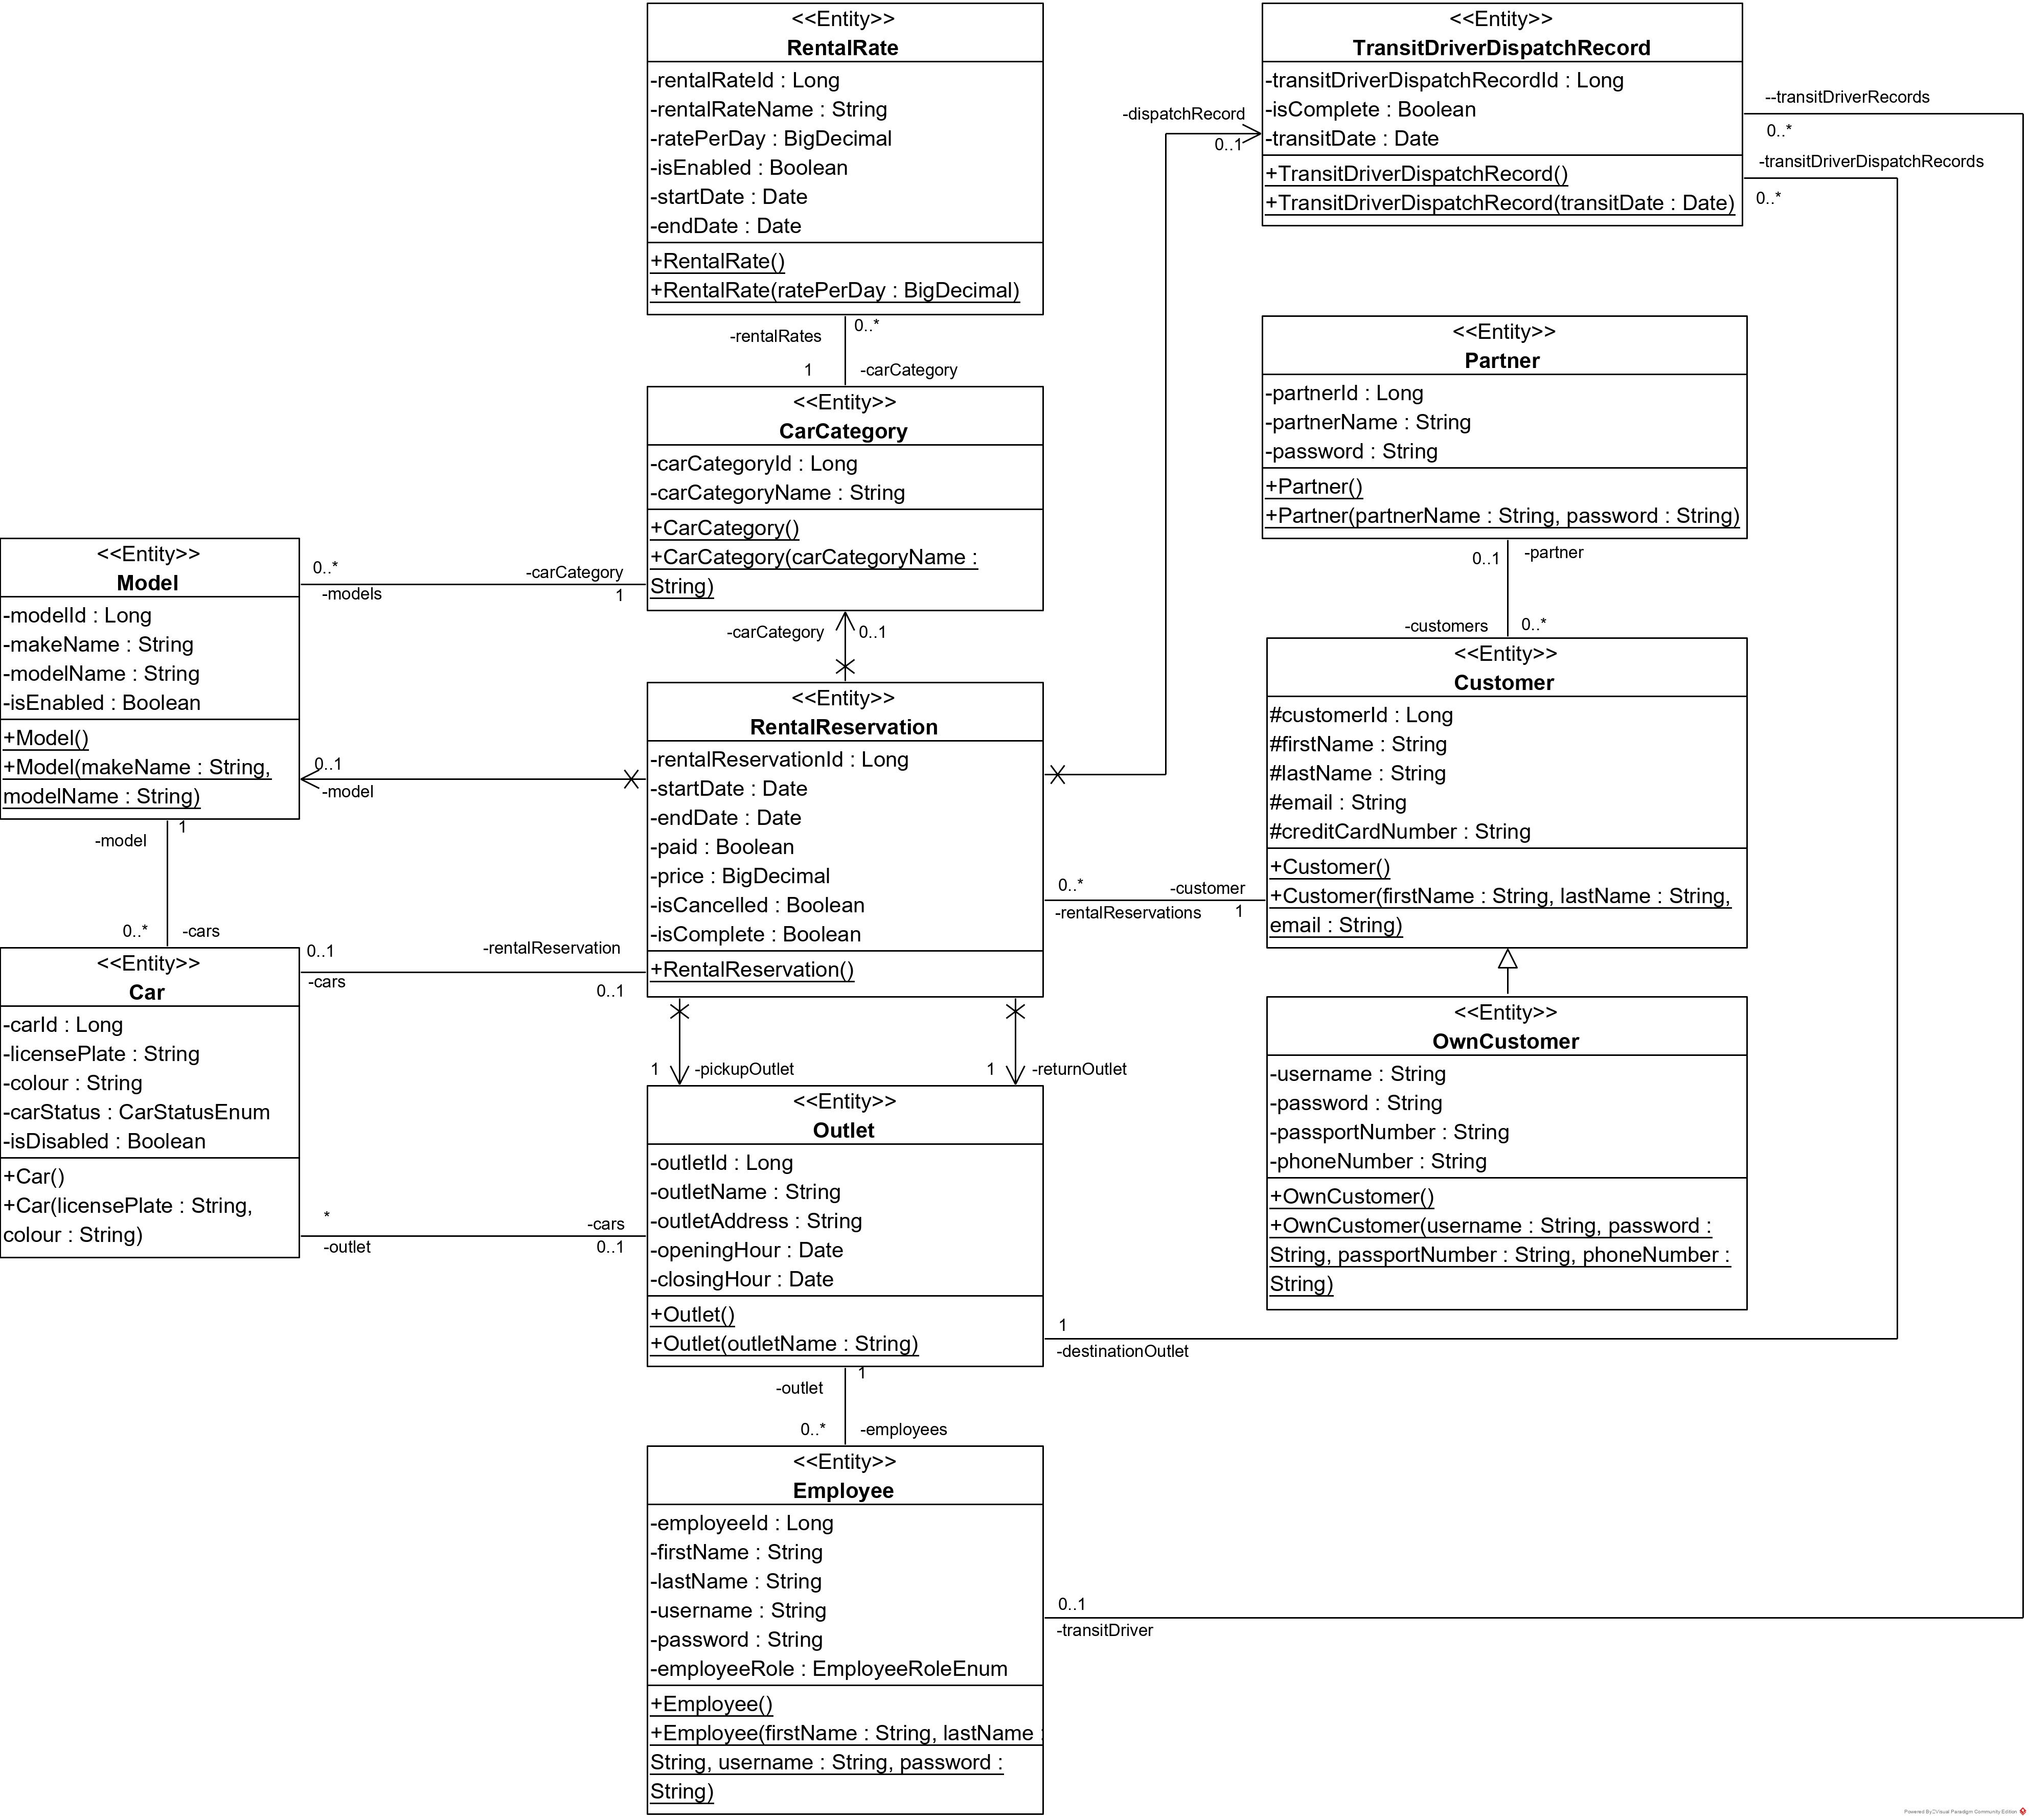 <<Entity>>
RentalRate
-rentalRateId : Long
-rentalRateName : String
-ratePerDay : BigDecimal
-isEnabled : Boolean
-startDate : Date
-endDate : Date
+RentalRate()
+RentalRate(ratePerDay : BigDecimal)
<<Entity>>
TransitDriverDispatchRecord
-transitDriverDispatchRecordId : Long
-isComplete : Boolean
-transitDate : Date
+TransitDriverDispatchRecord()
+TransitDriverDispatchRecord(transitDate : Date)
--transitDriverRecords
0..*
-transitDriverDispatchRecords
0..*
-dispatchRecord
0..1
0..*
-rentalRates
1
-carCategory
<<Entity>>
CarCategory
-carCategoryId : Long
-carCategoryName : String
+CarCategory()
+CarCategory(carCategoryName :
String)
<<Entity>>
Partner
-partnerId : Long
-partnerName : String
-password : String
+Partner()
+Partner(partnerName : String, password : String)
0..1
-partner
-customers
0..*
<<Entity>>
Model
-modelId : Long
-makeName : String
-modelName : String
-isEnabled : Boolean
+Model()
+Model(makeName : String,
modelName : String)
0..*
-models
-carCategory
1
-carCategory
0..1
0..1
-model
<<Entity>>
RentalReservation
-rentalReservationId : Long
-startDate : Date
-endDate : Date
-paid : Boolean
-price : BigDecimal
-isCancelled : Boolean
-isComplete : Boolean
+RentalReservation()
<<Entity>>
Customer
#customerId : Long
#firstName : String
#lastName : String
#email : String
#creditCardNumber : String
+Customer()
+Customer(firstName : String, lastName : String,
email : String)
0..*
-rentalReservations
-customer
1
1
-model
0..*
-cars
0..1
-cars
-rentalReservation
0..1
<<Entity>>
Car
-carId : Long
-licensePlate : String
-colour : String
-carStatus : CarStatusEnum
-isDisabled : Boolean
+Car()
+Car(licensePlate : String,
colour : String)
1
-pickupOutlet
1
-returnOutlet
<<Entity>>
OwnCustomer
-username : String
-password : String
-passportNumber : String
-phoneNumber : String
+OwnCustomer()
+OwnCustomer(username : String, password :
String, passportNumber : String, phoneNumber :
String)
<<Entity>>
Outlet
-outletId : Long
-outletName : String
-outletAddress : String
-openingHour : Date
-closingHour : Date
+Outlet()
+Outlet(outletName : String)
*
-outlet
-cars
0..1
1
-destinationOutlet
1
-outlet
0..*
-employees
<<Entity>>
Employee
-employeeId : Long
-firstName : String
-lastName : String
-username : String
-password : String
-employeeRole : EmployeeRoleEnum
+Employee()
+Employee(firstName : String, lastName :
String, username : String, password :
String)
0..1
-transitDriver
Powered By Visual Paradigm Community Edition